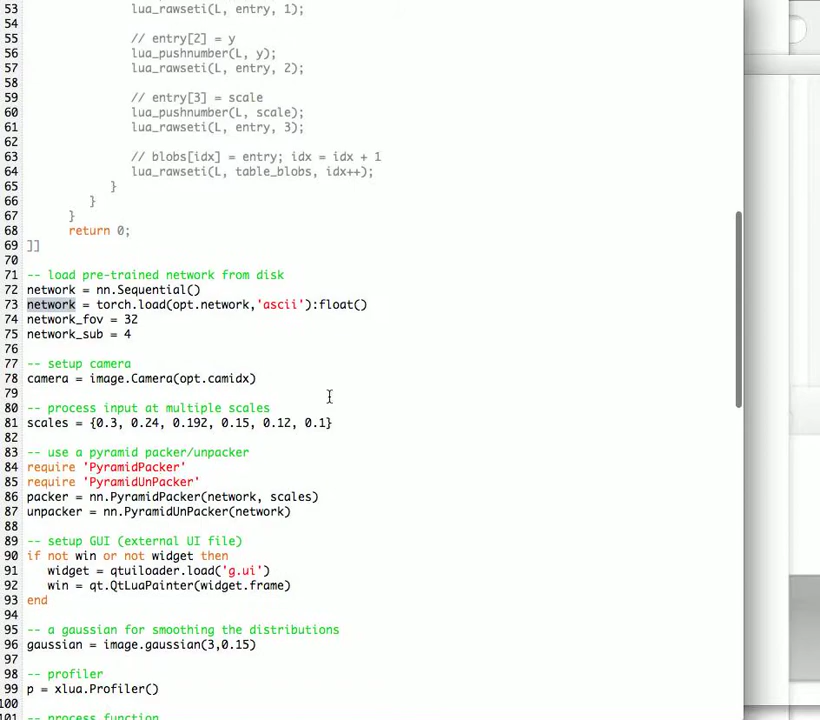 53 lua_rawseti(L, entry, 1);
54
55 // entry[2] = y
56 lua_pushnumber(L, y);
57 lua_rawseti(L, entry, 2);
58
59 // entry[3] = scale
60 lua_pushnumber(L, scale);
61 lua_rawseti(L, entry, 3);
62
63 // blobs[idx] = entry; idx = idx + 1
64 lua_rawseti(L, table_blobs, idx++);
65 }
66 }
67 }
68 return 0;
69 ]]
70
71 -- load pre-trained network from disk
72 network = nn.Sequential()
73 network = torch.load(opt.network,'ascii'):float()
74 network_fov = 32
75 network_sub = 4
76
77 -- setup camera
78 camera = image.Camera(opt.camidx)
79
80 -- process input at multiple scales
81 scales = {0.3, 0.24, 0.192, 0.15, 0.12, 0.1}
82
83 -- use a pyramid packer/unpacker
84 require 'PyramidPacker'
85 require 'PyramidUnPacker'
86 packer = nn.PyramidPacker(network, scales)
87 unpacker = nn.PyramidUnPacker(network)
88
89 -- setup GUI (external UI file)
90 if not win or not widget then
91 widget = qtuiloader.load('g.ui')
92 win = qt.QtLuaPainter(widget.frame)
93 end
94
95 -- a gaussian for smoothing the distributions
96 gaussian = image.gaussian(3,0.15)
97
98 -- profiler
99 p = xlua.Profiler()
100
101 -- process function